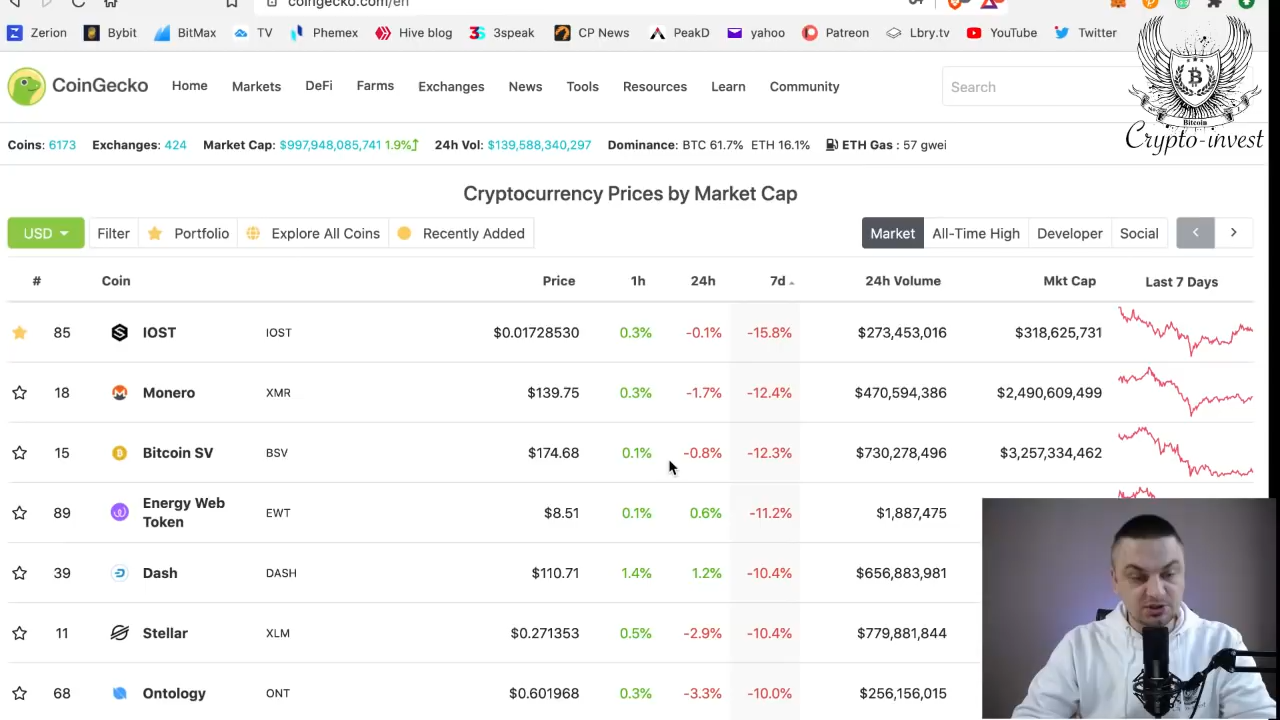 coingecko.com/en
Zerion Bybit BitMax TV Phemex Hive blog 3speak CP News PeakD yahoo Patreon Lbry.tv YouTube Twitter
CoinGecko Home Markets DeFi Farms Exchanges News Tools Resources Learn Community Search
Bitcoin
Crypto-invest
Coins: 6173 Exchanges: 424 Market Cap: $997,948,085,741 1.9% 24h Vol: $139,588,340,297 Dominance: BTC 61.7% ETH 16.1% ETH Gas : 57 gwei
Cryptocurrency Prices by Market Cap
USD Filter Portfolio Explore All Coins Recently Added Market All-Time High Developer Social
# Coin Price 1h 24h 7d 24h Volume Mkt Cap Last 7 Days
85 IOST IOST $0.01728530 0.3% -0.1% -15.8% $273,453,016 $318,625,731
18 Monero XMR $139.75 0.3% -1.7% -12.4% $470,594,386 $2,490,609,499
15 Bitcoin SV BSV $174.68 0.1% -0.8% -12.3% $730,278,496 $3,257,334,462
89 Energy Web Token EWT $8.51 0.1% 0.6% -11.2% $1,887,475
39 Dash DASH $110.71 1.4% 1.2% -10.4% $656,883,981
11 Stellar XLM $0.271353 0.5% -2.9% -10.4% $779,881,844
68 Ontology ONT $0.601968 0.3% -3.3% -10.0% $256,156,015